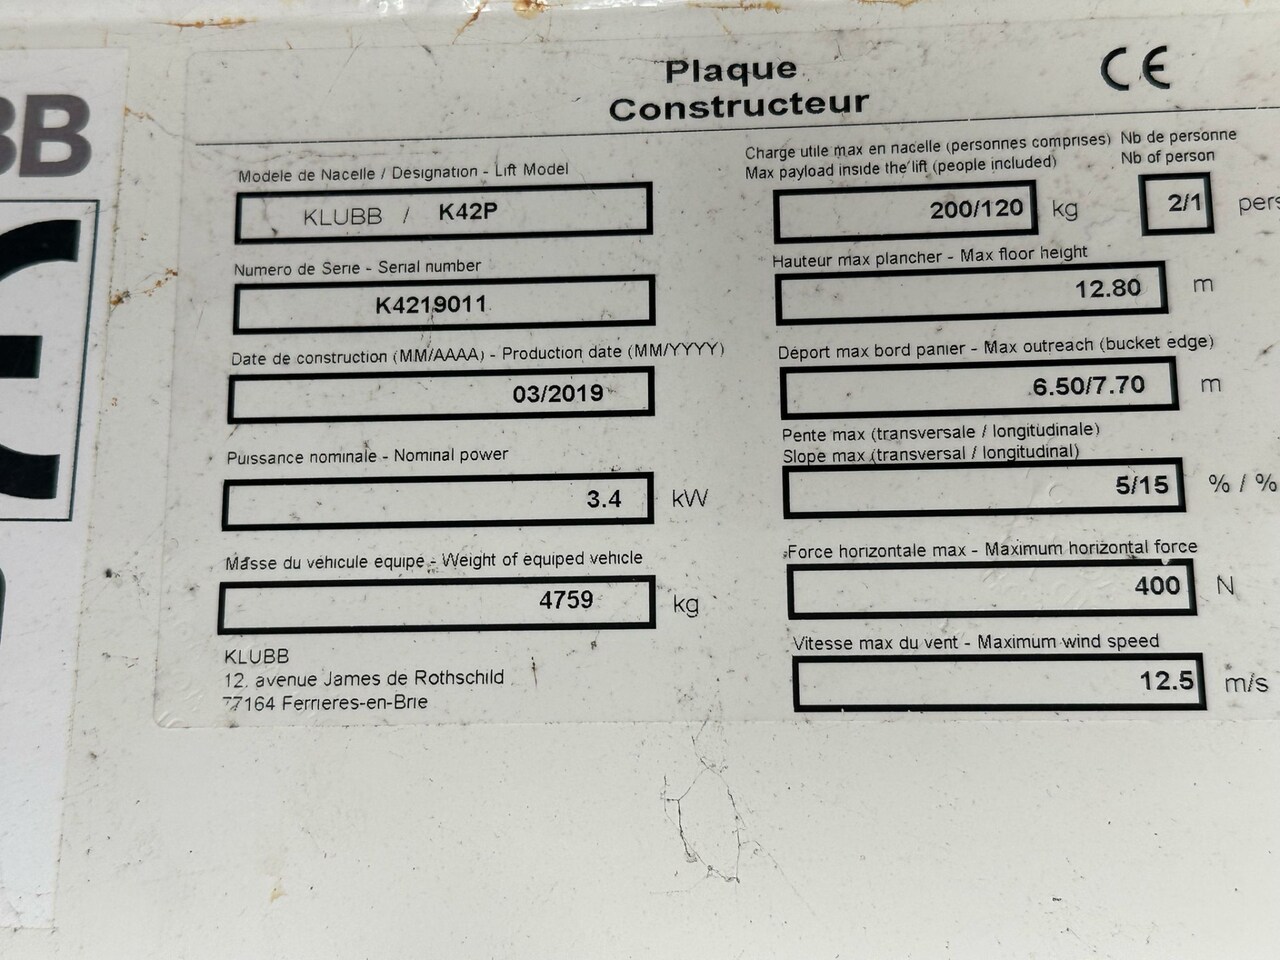 BB
Plaque
Constructeur
CE
Modele de Nacelle / Designation - Lift Model
KLUBB / K42P
Numero de Serie - Serial number
K4219011
Date de construction (MM/AAAA) - Production date (MM/YYYY)
03/2019
Puissance nominale - Nominal power
3.4 kW
Masse du véhicule equipé - Weight of equiped vehicle
4759 kg
KLUBB
12, avenue James de Rothschild
77164 Ferrieres-en-Brie
Charge utile max en nacelle (personnes comprises)
Max payload inside the lift (people included)
200/120 kg
Nb de personne
Nb of person
2/1 pers
Hauteur max plancher - Max floor height
12.80 m
Déport max bord panier - Max outreach (bucket edge)
6.50/7.70 m
Pente max (transversale / longitudinale)
Slope max (transversal / longitudinal)
5/15 % / %
Force horizontale max - Maximum horizontal force
400 N
Vitesse max du vent - Maximum wind speed
12.5 m/s